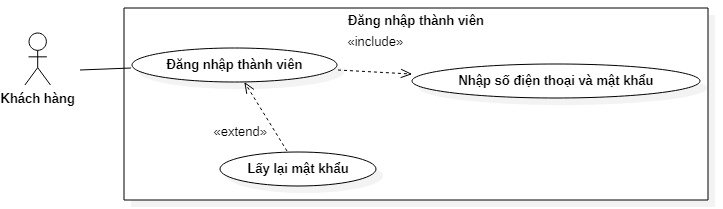 Đăng nhập thành viên
«include»
Đăng nhập thành viên
Nhập số điện thoại và mật khẩu
Khách hàng
«extend»
Lấy lại mật khẩu